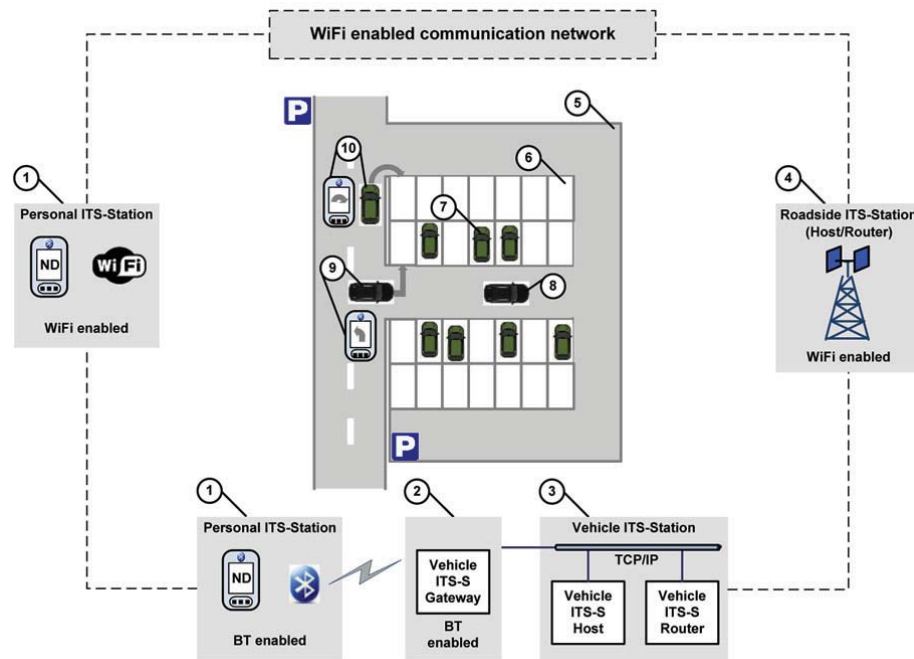 WiFi enabled communication network
P
5
10
6
1
4
Personal ITS-Station
Roadside ITS-Station
(Host/Router)
7
ND
WiFi
9
8
WiFi enabled
WiFi enabled
P
1
2
3
Personal ITS-Station
Vehicle ITS-Station
TCP/IP
ND
Vehicle
ITS-S
Gateway
Vehicle
ITS-S
Host
Vehicle
ITS-S
Router
BT enabled
BT
enabled